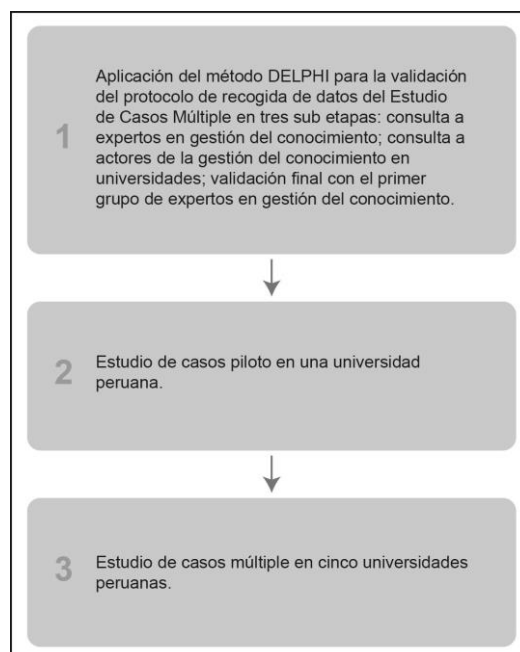 1
Aplicación del método DELPHI para la validación
del protocolo de recogida de datos del Estudio
de Casos Múltiple en tres sub etapas: consulta a
expertos en gestión del conocimiento; consulta a
actores de la gestión del conocimiento en
universidades; validación final con el primer
grupo de expertos en gestión del conocimiento.
2
Estudio de casos piloto en una universidad
peruana.
3
Estudio de casos múltiple en cinco universidades
peruanas.